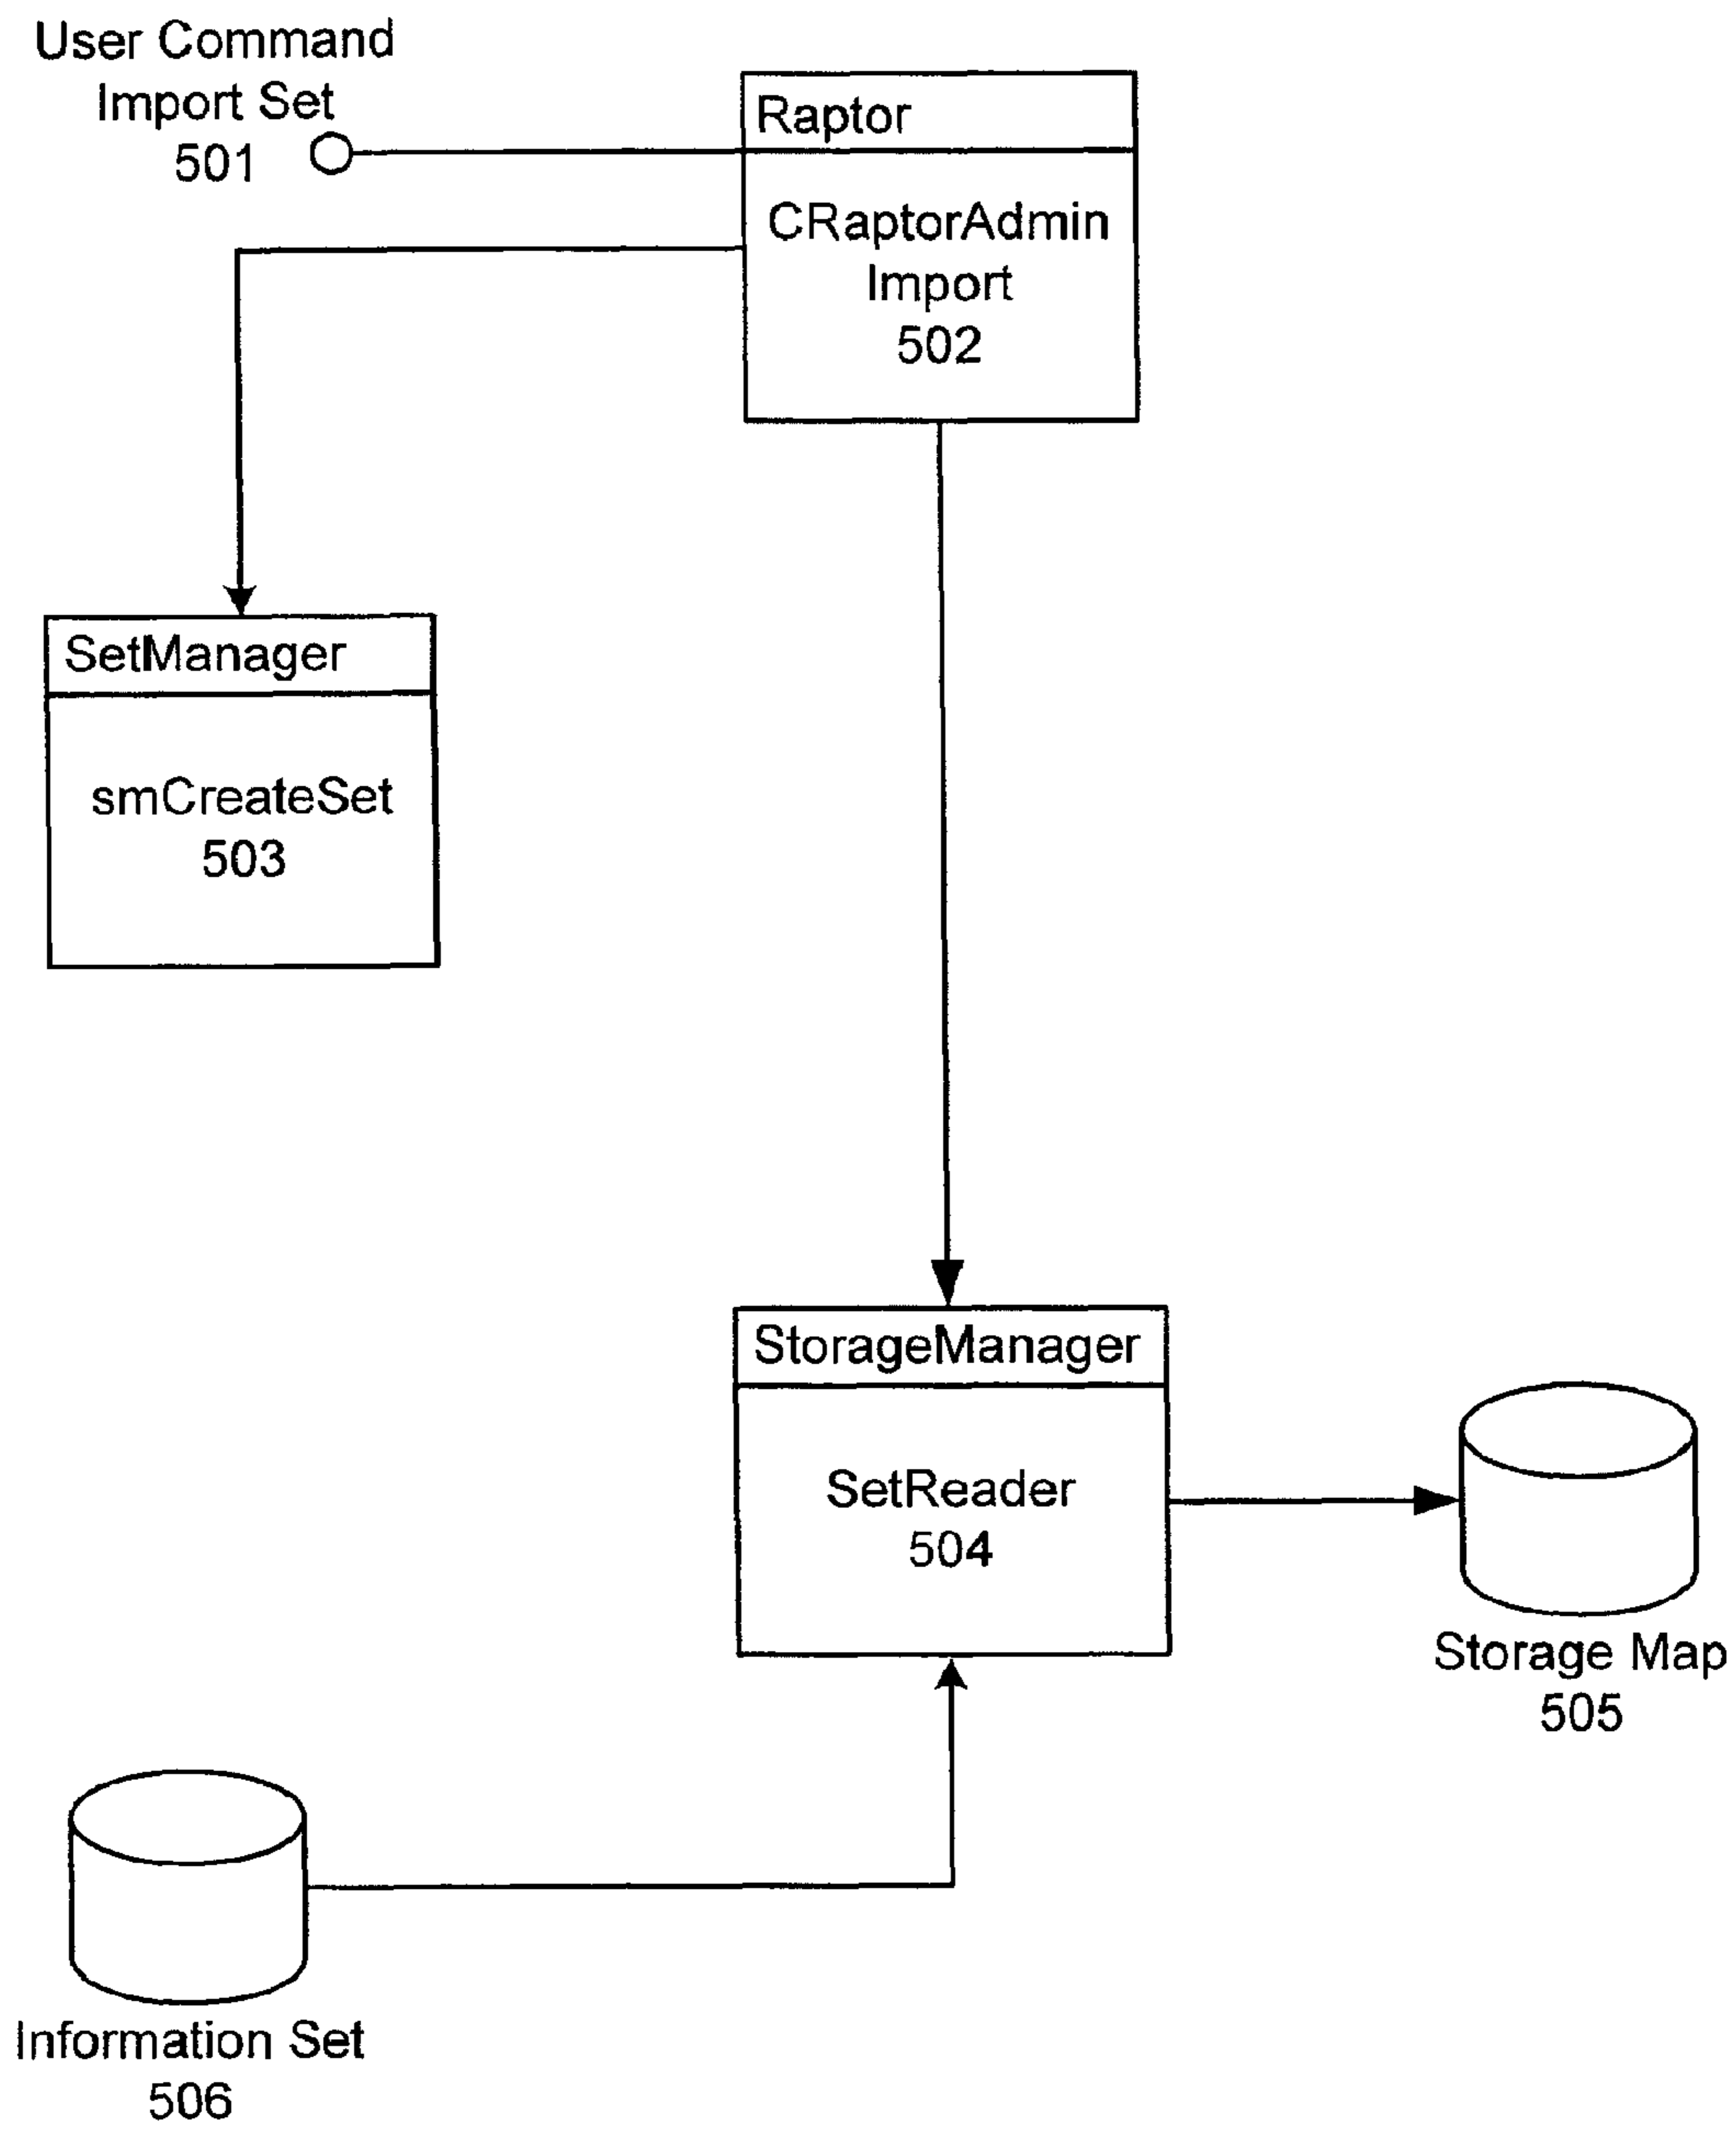 User Command
Import Set
501
Raptor
CRaptorAdmin
Import
502
SetManager
smCreateSet
503
StorageManager
SetReader
504
Storage Map
505
Information Set
506